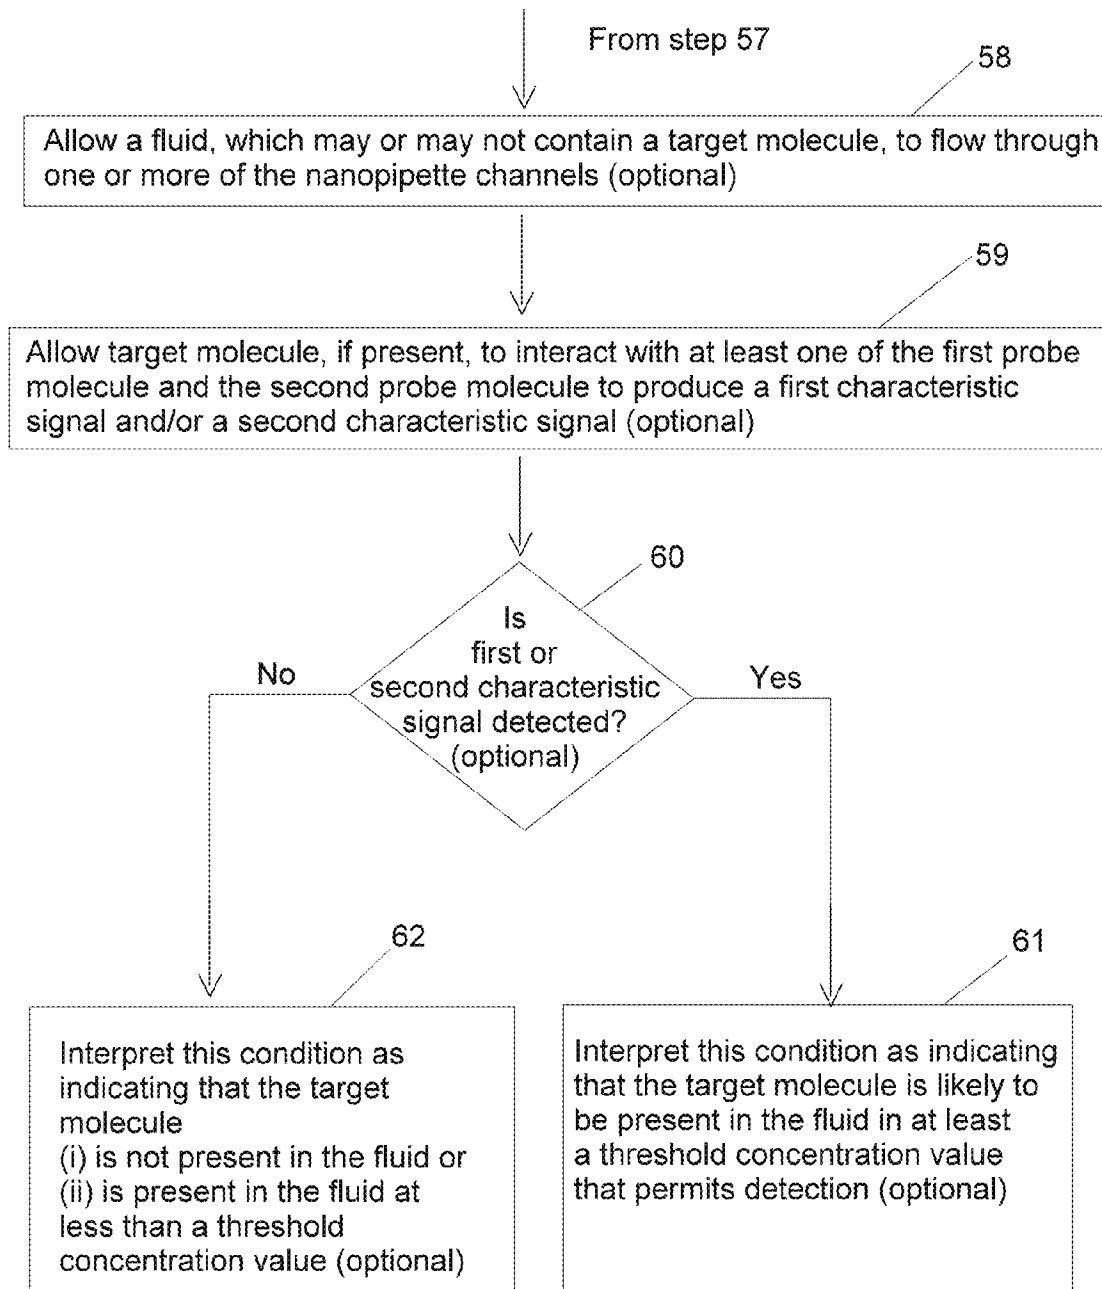 From step 57
58
Allow a fluid, which may or may not contain a target molecule, to flow through
one or more of the nanopipette channels (optional)
59
Allow target molecule, if present, to interact with at least one of the first probe
molecule and the second probe molecule to produce a first characteristic
signal and/or a second characteristic signal (optional)
60
Is
first or
second characteristic
signal detected?
(optional)
No
Yes
62
Interpret this condition as
indicating that the target
molecule
(i) is not present in the fluid or
(ii) is present in the fluid at
less than a threshold
concentration value (optional)
61
Interpret this condition as indicating
that the target molecule is likely to
be present in the fluid in at least
a threshold concentration value
that permits detection (optional)